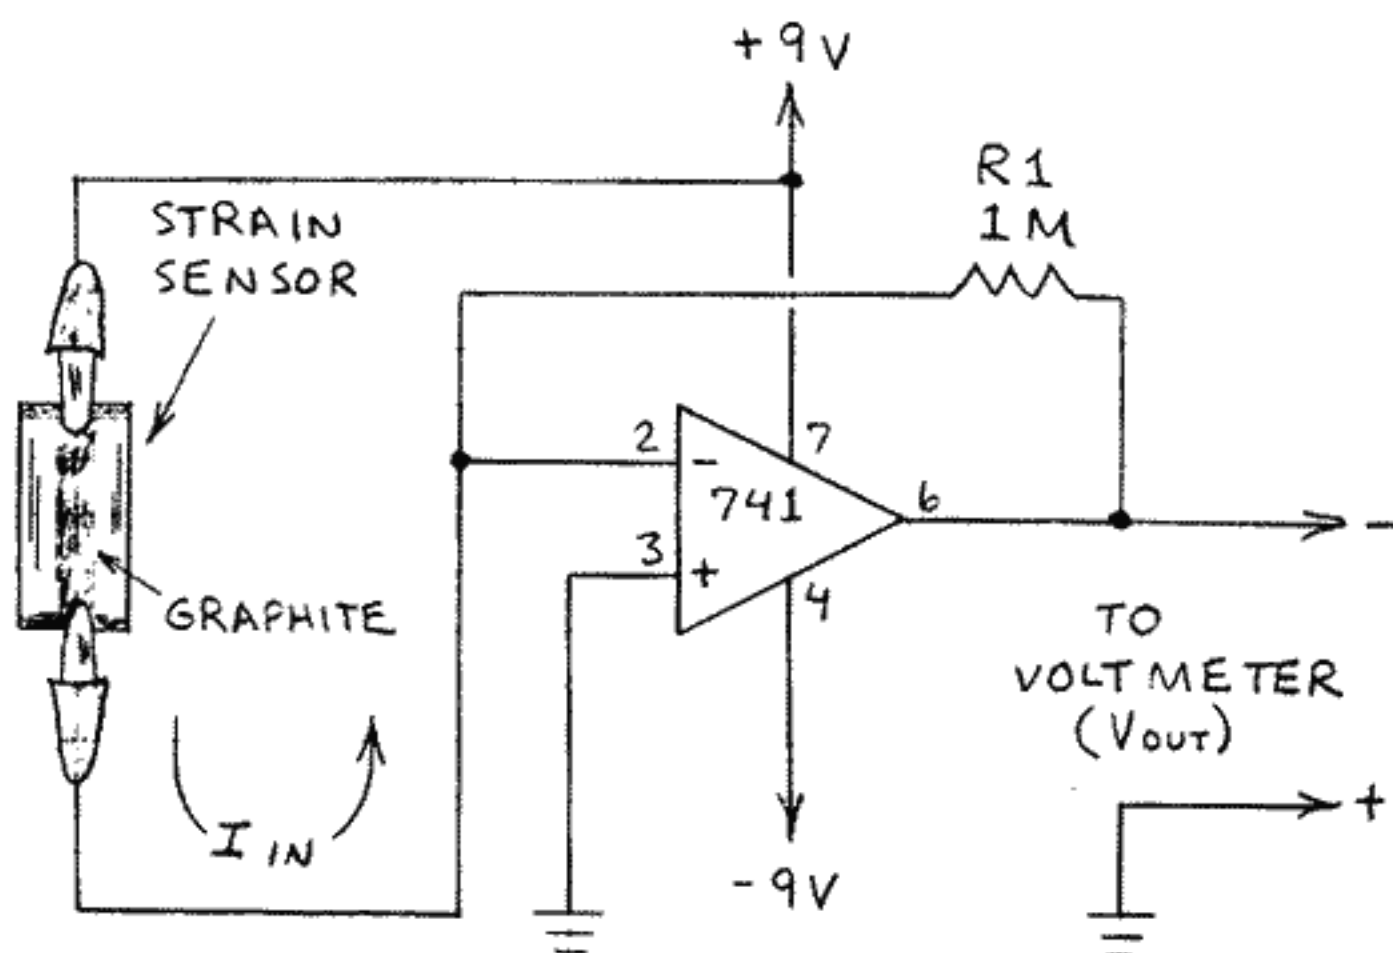 +9V
R1
1M
STRAIN
SENSOR
2
-
7
741
6
-
3
+
4
GRAPHITE
TO
VOLTMETER
(VOUT)
+
IIN
-9V